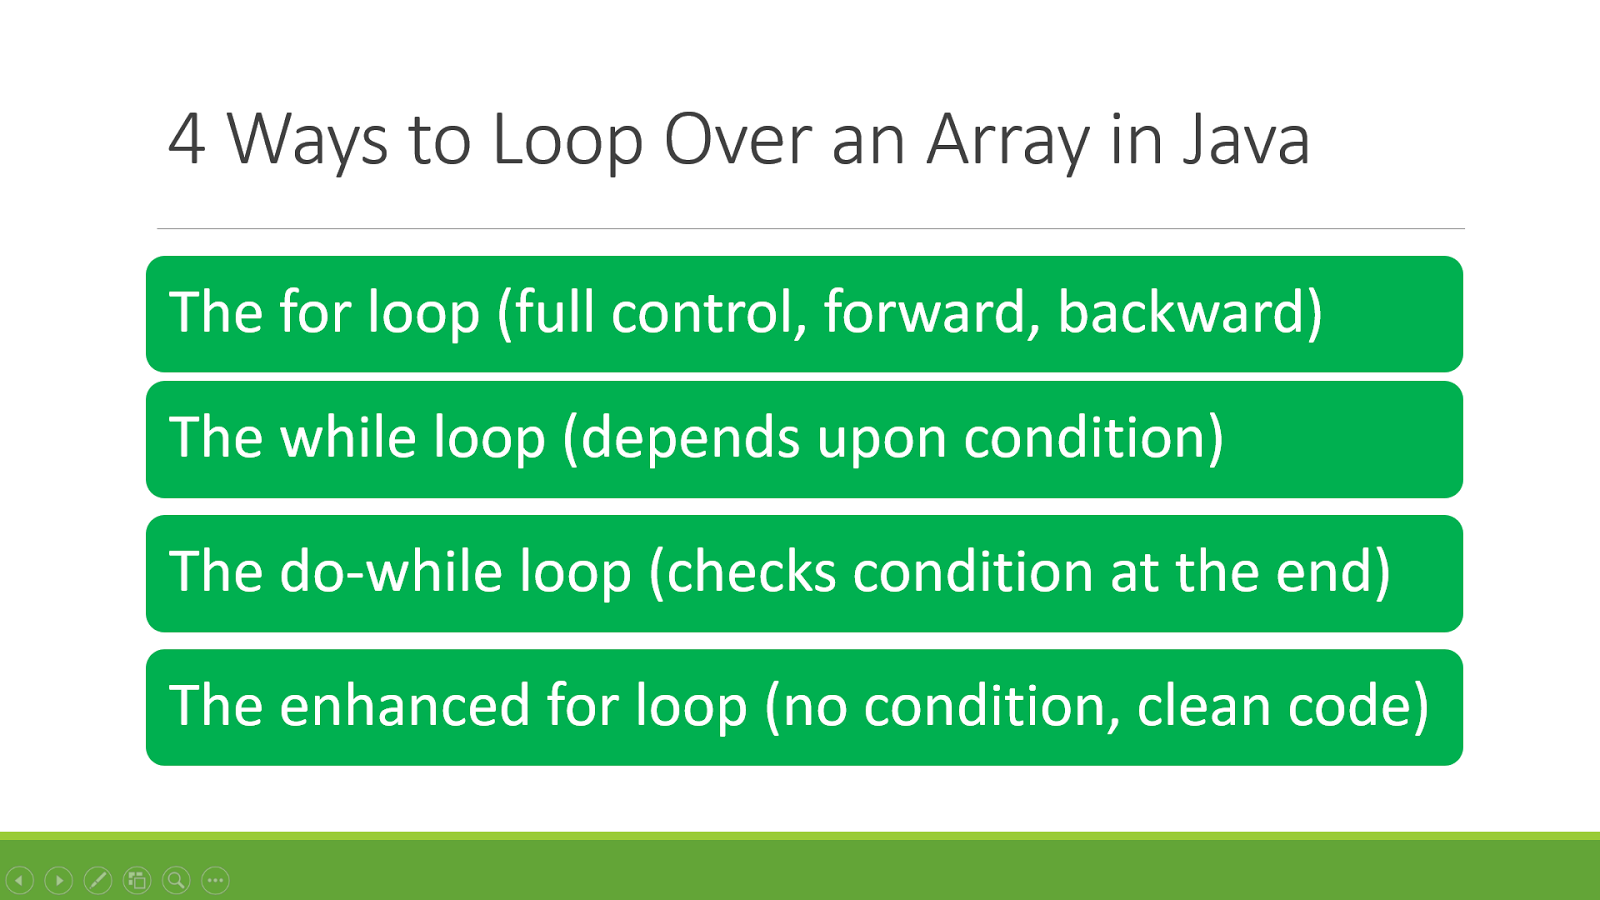 4 Ways to Loop Over an Array in Java
The for loop (full control, forward, backward)
The while loop (depends upon condition)
The do-while loop (checks condition at the end)
The enhanced for loop (no condition, clean code)